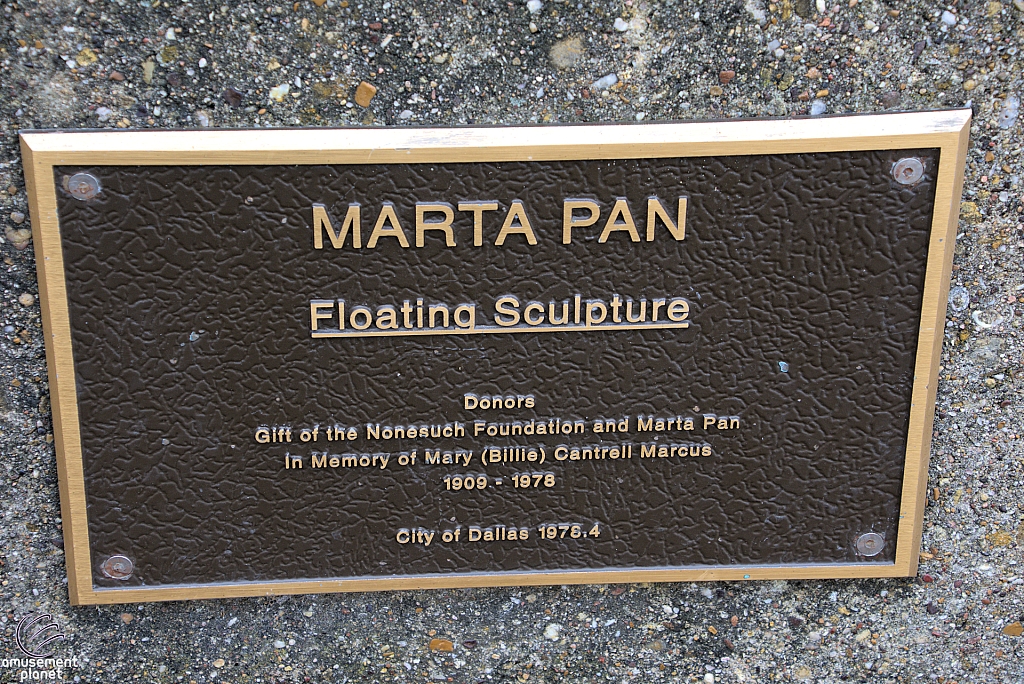 MARTA PAN
Floating Sculpture
Donors
Gift of the Nonesuch Foundation and Marta Pan
In Memory of Mary (Billie) Cantrell Marcus
1909 - 1978
City of Dallas 1978.4
amusement
planet